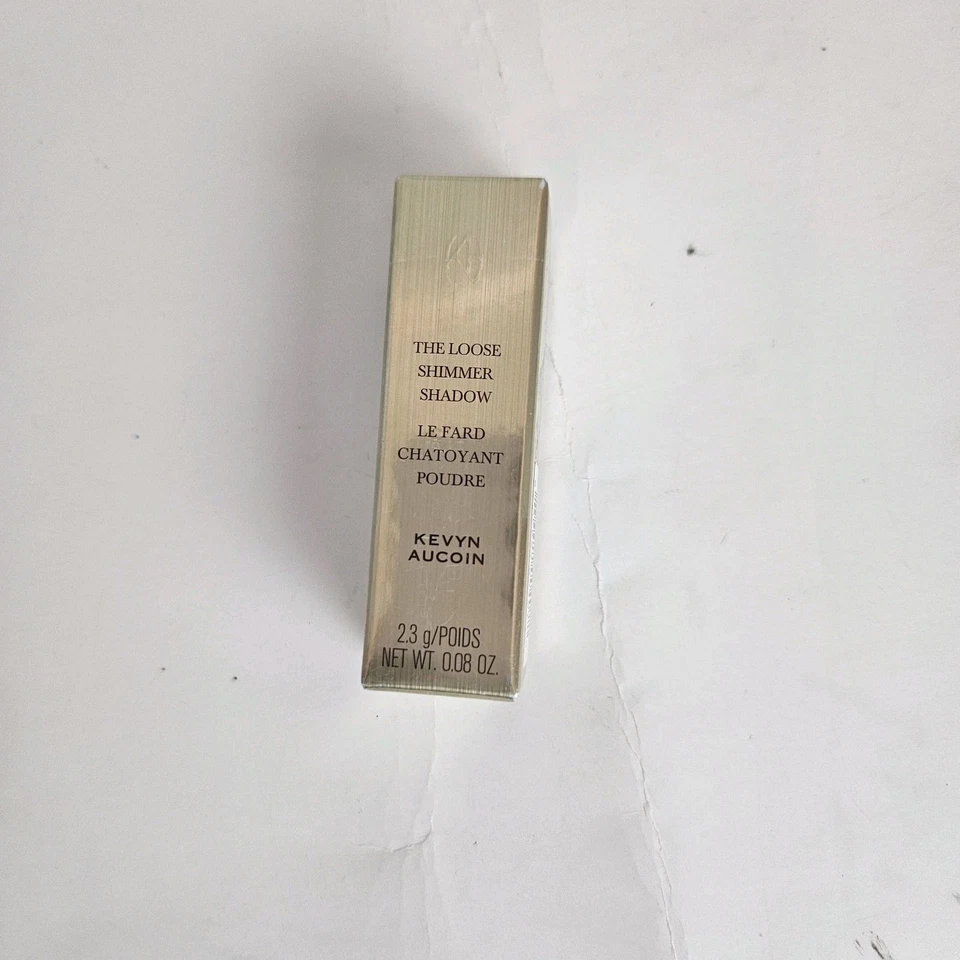 THE LOOSE
SHIMMER
SHADOW
LE FARD
CHATOYANT
POUDRE
KEVYN
AUCOIN
2.3 g/POIDS
NET WT. 0.08 OZ.